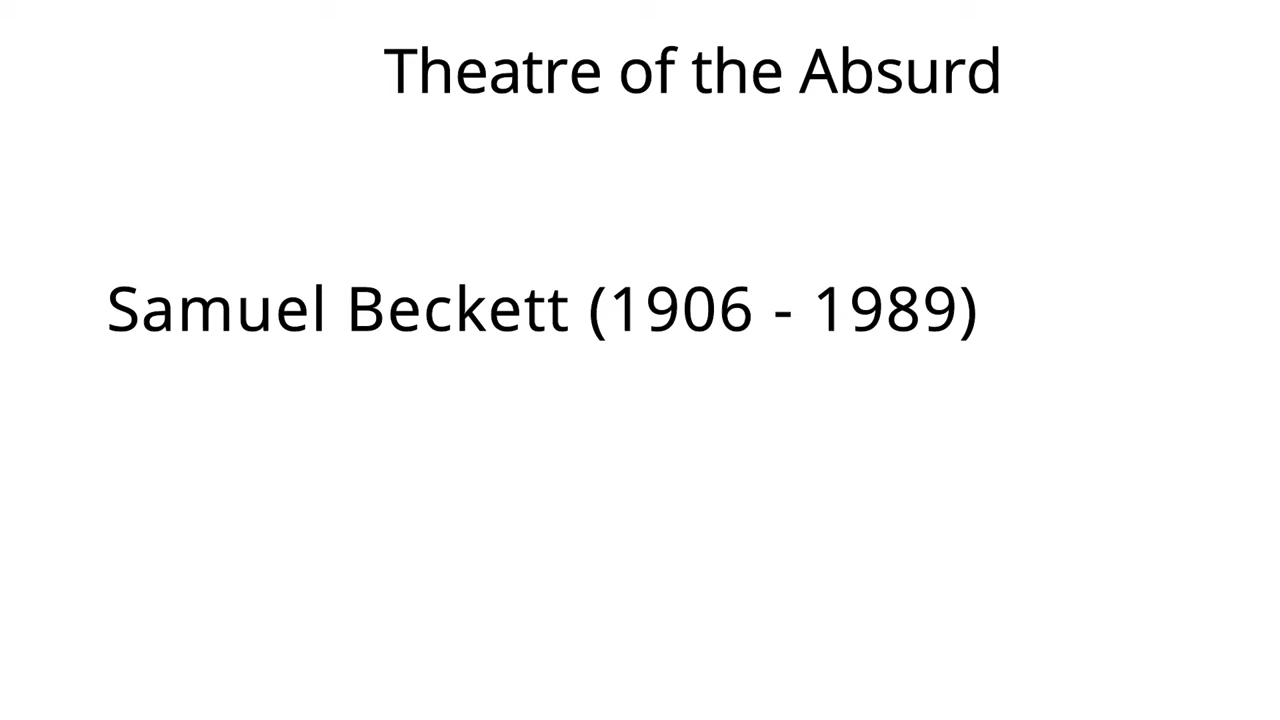 Theatre of the Absurd
Samuel Beckett (1906 - 1989)